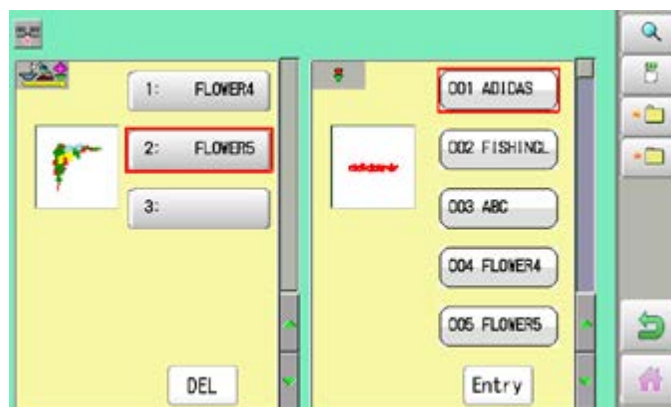 1: FLOWER4
2: FLOWER5
3:
DEL
001 ADIDAS
002 FISHINGL
003 ABC
004 FLOWER4
005 FLOWER5
Entry